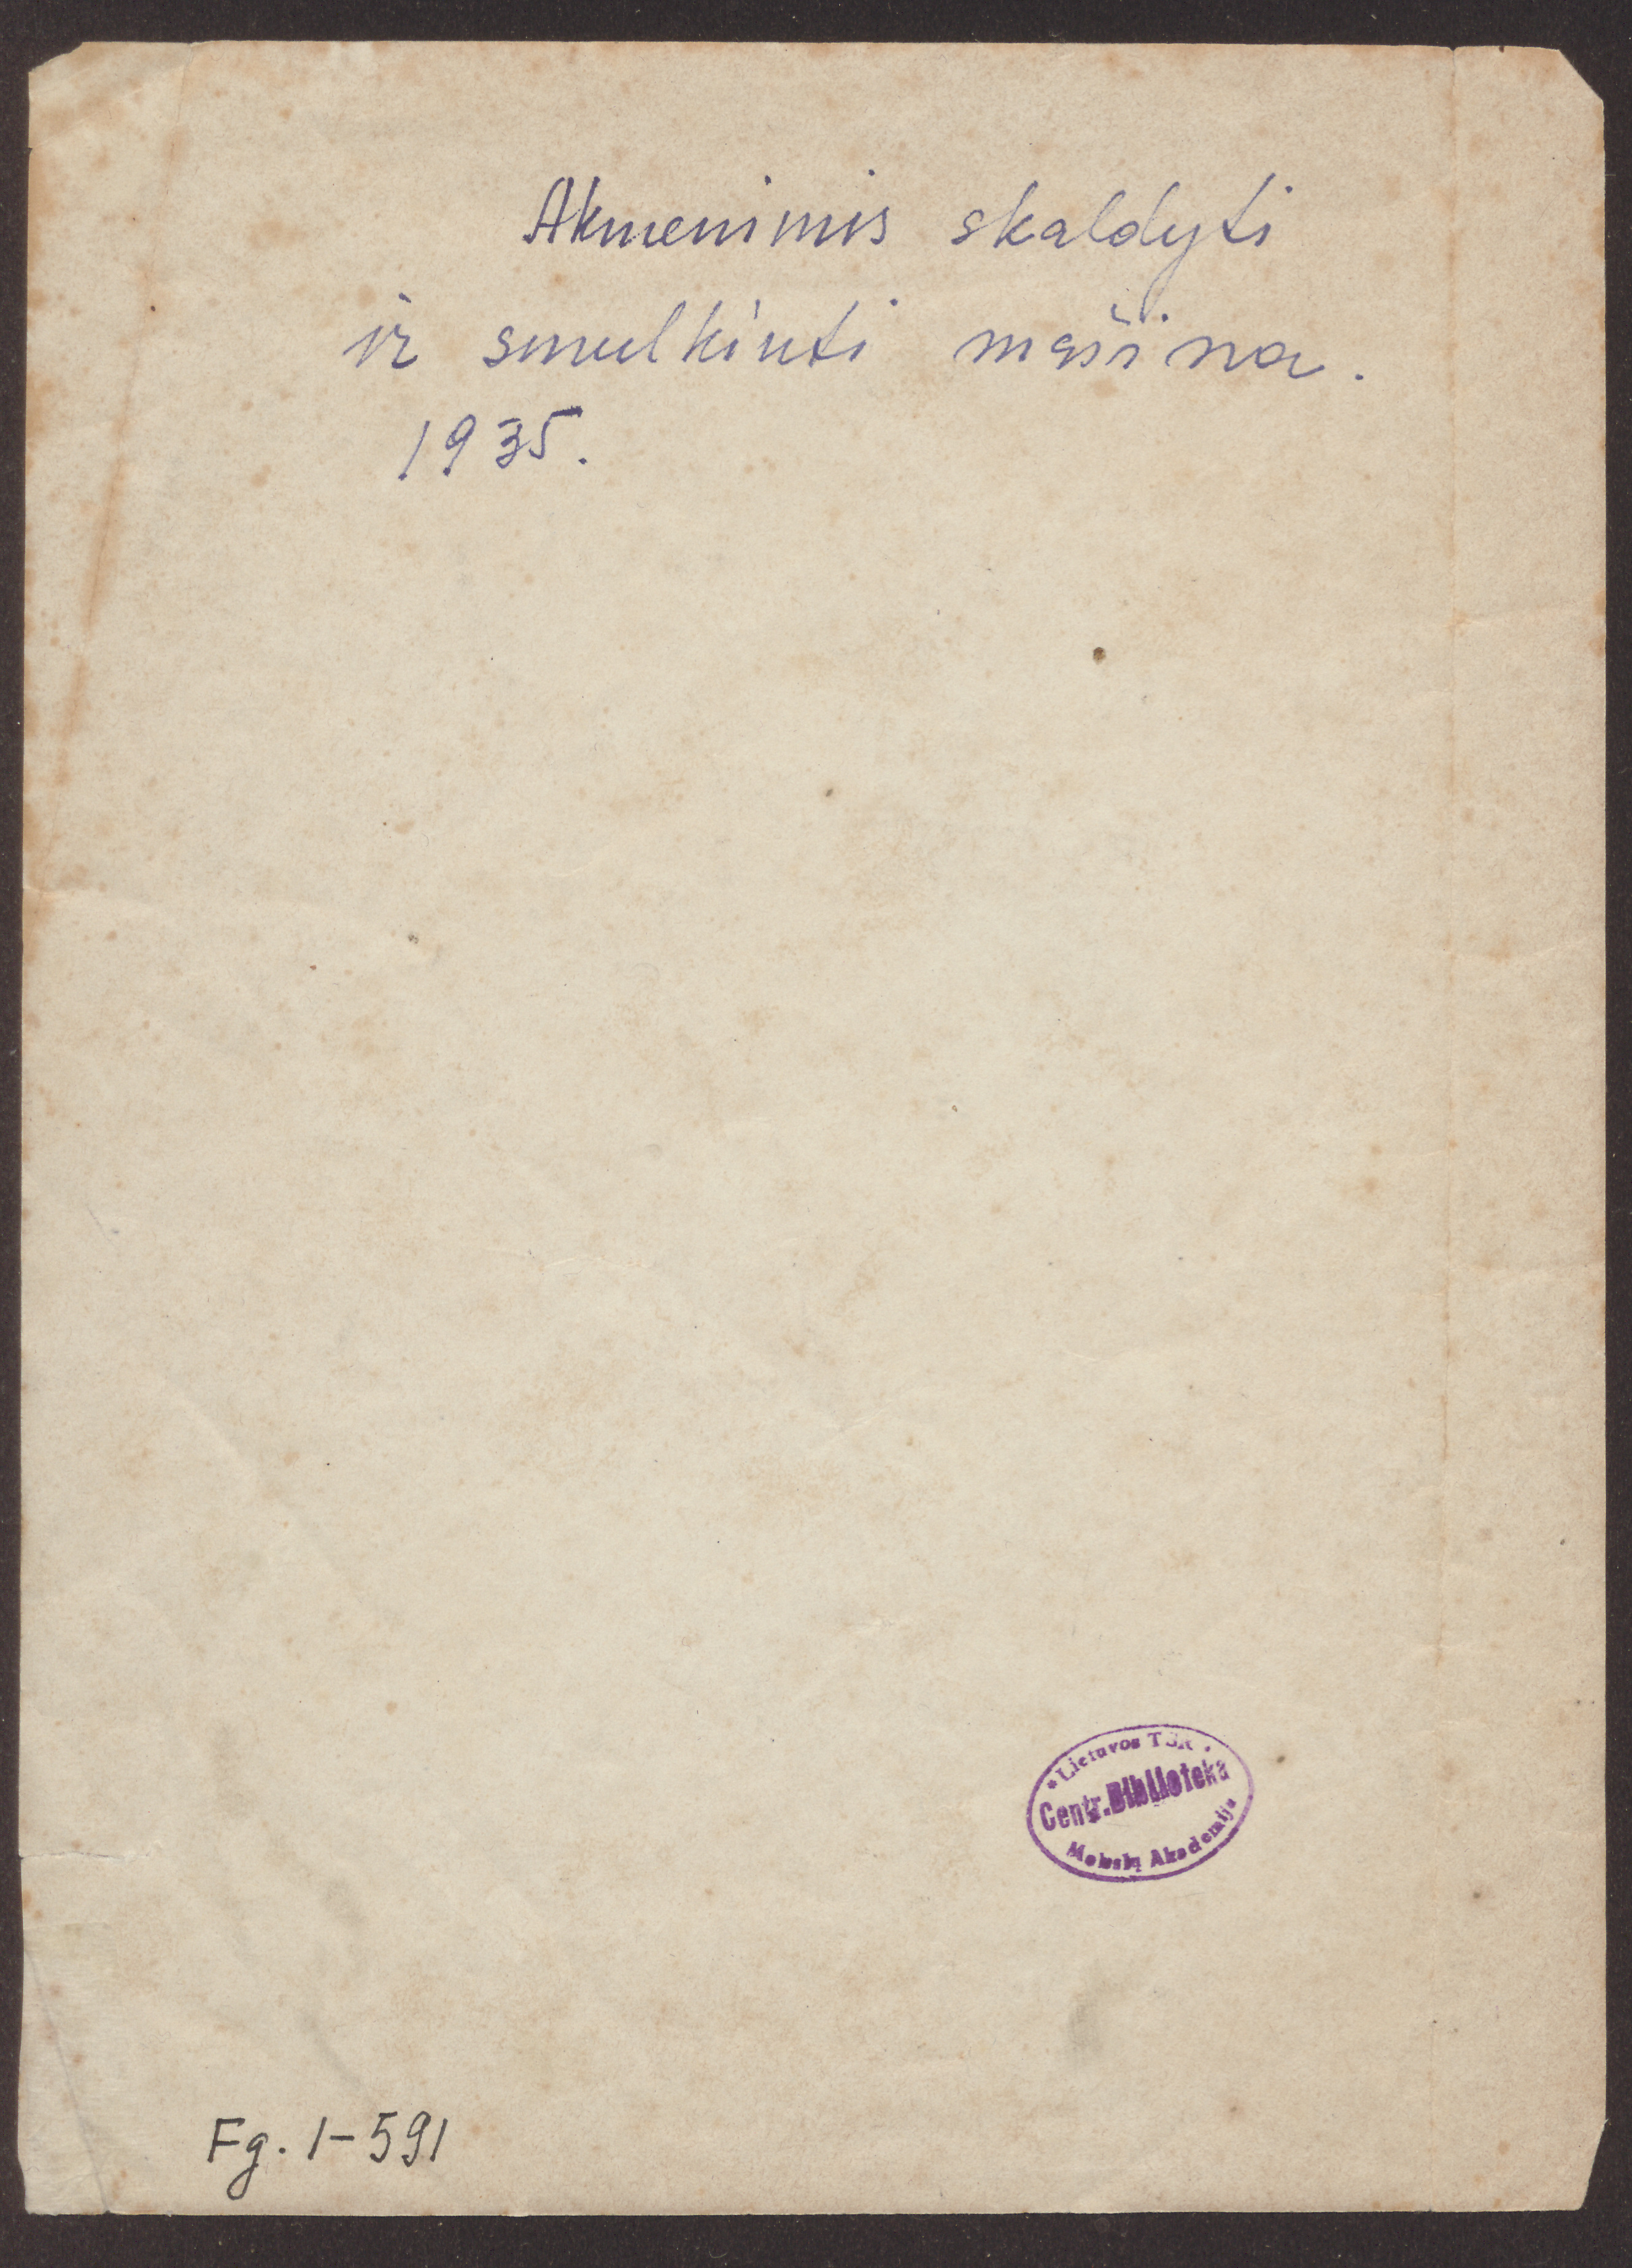 Akmenimis skaldyti
ir smulkinti mašina.
1935.
* Lietuvos TSR *
Centr. Biblioteka
Mokslų Akademija
Fg. 1-591